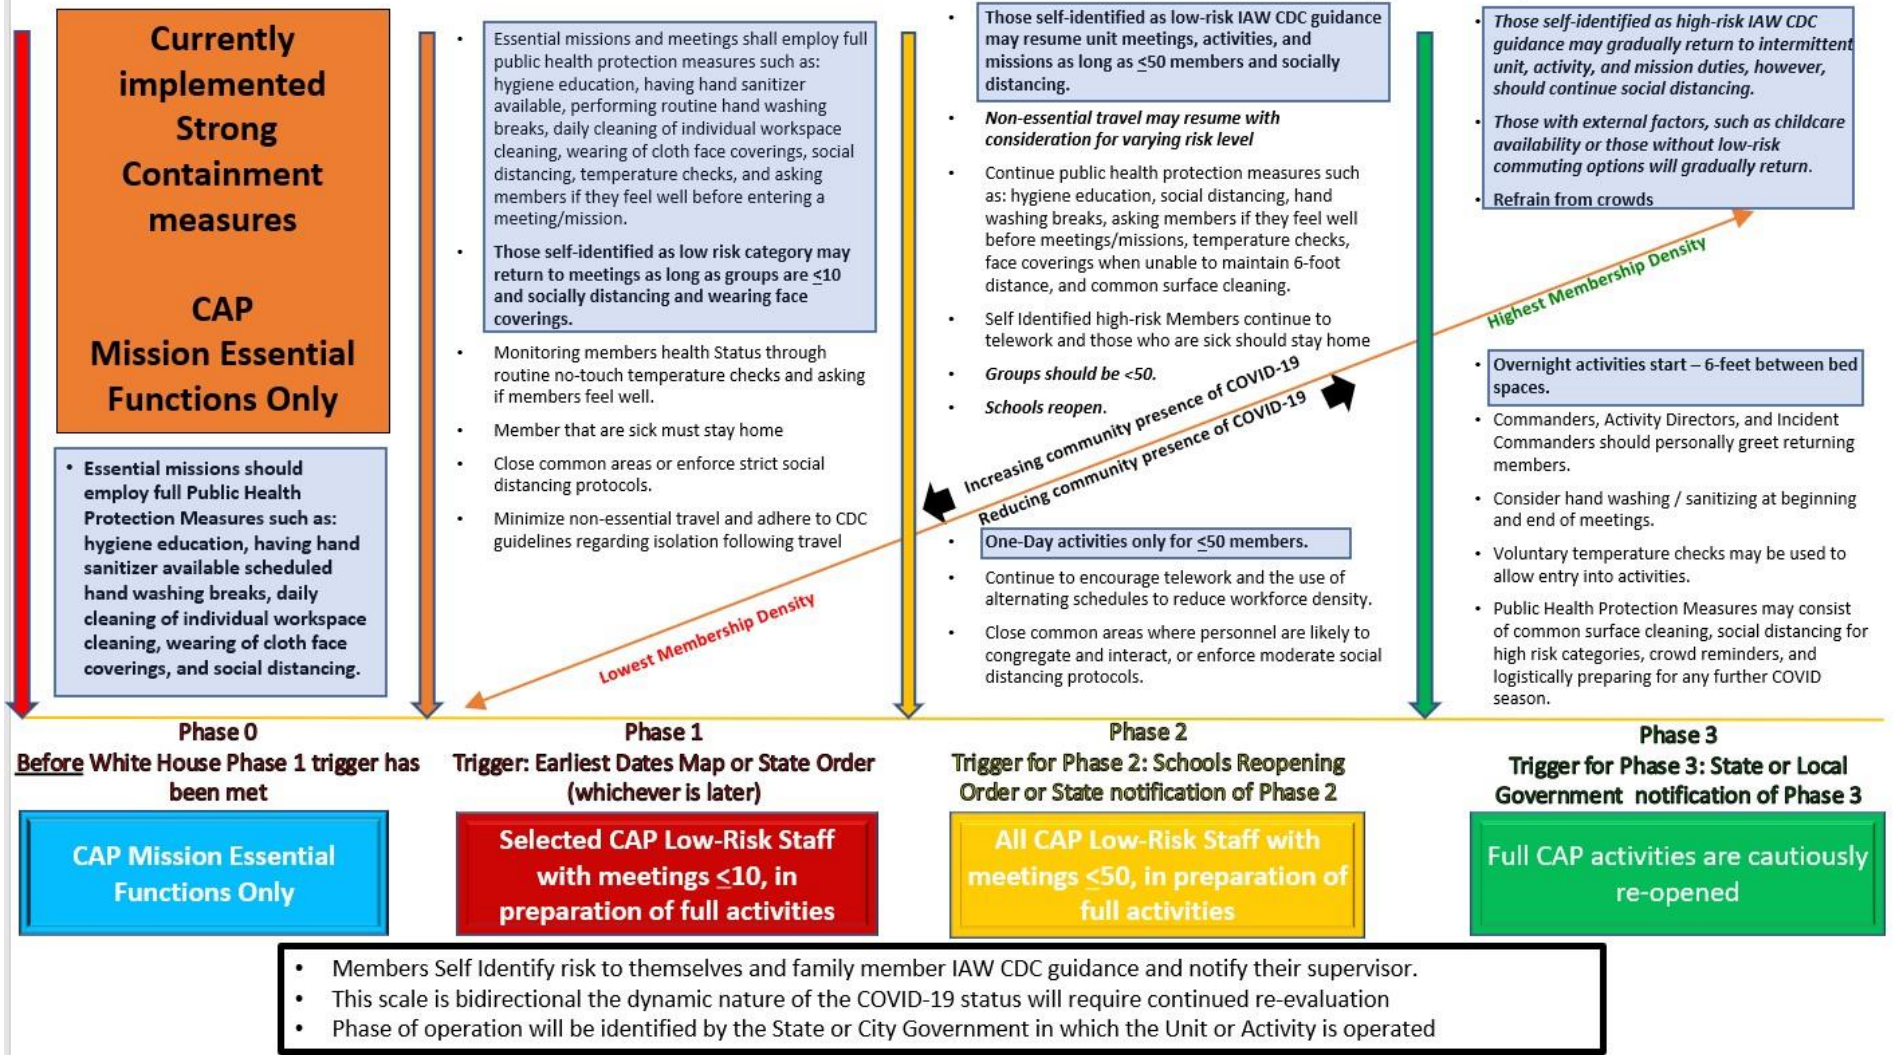 Currently
implemented
Strong
Containment
measures
CAP
Mission Essential
Functions Only
• Essential missions should
employ full Public Health
Protection Measures such as:
hygiene education, having hand
sanitizer available scheduled
hand washing breaks, daily
cleaning of individual workspace
cleaning, wearing of cloth face
coverings, and social distancing.
• Essential missions and meetings shall employ full
public health protection measures such as:
hygiene education, having hand sanitizer
available, performing routine hand washing
breaks, daily cleaning of individual workspace
cleaning, wearing of cloth face coverings, social
distancing, temperature checks, and asking
members if they feel well before entering a
meeting/mission.
• Those self-identified as low risk category may
return to meetings as long as groups are ≤10
and socially distancing and wearing face
coverings.
• Monitoring members health Status through
routine no-touch temperature checks and asking
if members feel well.
• Member that are sick must stay home
• Close common areas or enforce strict social
distancing protocols.
• Minimize non-essential travel and adhere to CDC
guidelines regarding isolation following travel
Lowest Membership Density
• Those self-identified as low-risk IAW CDC guidance
may resume unit meetings, activities, and
missions as long as ≤50 members and socially
distancing.
• Non-essential travel may resume with
consideration for varying risk level
• Continue public health protection measures such
as: hygiene education, social distancing, hand
washing breaks, asking members if they feel well
before meetings/missions, temperature checks,
face coverings when unable to maintain 6-foot
distance, and common surface cleaning.
• Self Identified high-risk Members continue to
telework and those who are sick should stay home
• Groups should be <50.
• Schools reopen.
Increasing community presence of COVID-19
Reducing community presence of COVID-19
• One-Day activities only for ≤50 members.
• Continue to encourage telework and the use of
alternating schedules to reduce workforce density.
• Close common areas where personnel are likely to
congregate and interact, or enforce moderate social
distancing protocols.
• Those self-identified as high-risk IAW CDC
guidance may gradually return to intermittent
unit, activity, and mission duties, however,
should continue social distancing.
• Those with external factors, such as childcare
availability or those without low-risk
commuting options will gradually return.
• Refrain from crowds
Highest Membership Density
• Overnight activities start – 6-feet between bed
spaces.
• Commanders, Activity Directors, and Incident
Commanders should personally greet returning
members.
• Consider hand washing / sanitizing at beginning
and end of meetings.
• Voluntary temperature checks may be used to
allow entry into activities.
• Public Health Protection Measures may consist
of common surface cleaning, social distancing for
high risk categories, crowd reminders, and
logistically preparing for any further COVID
season.
Phase 0
Before White House Phase 1 trigger has
been met
CAP Mission Essential
Functions Only
Phase 1
Trigger: Earliest Dates Map or State Order
(whichever is later)
Selected CAP Low-Risk Staff
with meetings ≤10, in
preparation of full activities
Phase 2
Trigger for Phase 2: Schools Reopening
Order or State notification of Phase 2
All CAP Low-Risk Staff with
meetings ≤50, in preparation of
full activities
Phase 3
Trigger for Phase 3: State or Local
Government notification of Phase 3
Full CAP activities are cautiously
re-opened
• Members Self Identify risk to themselves and family member IAW CDC guidance and notify their supervisor.
• This scale is bidirectional the dynamic nature of the COVID-19 status will require continued re-evaluation
• Phase of operation will be identified by the State or City Government in which the Unit or Activity is operated